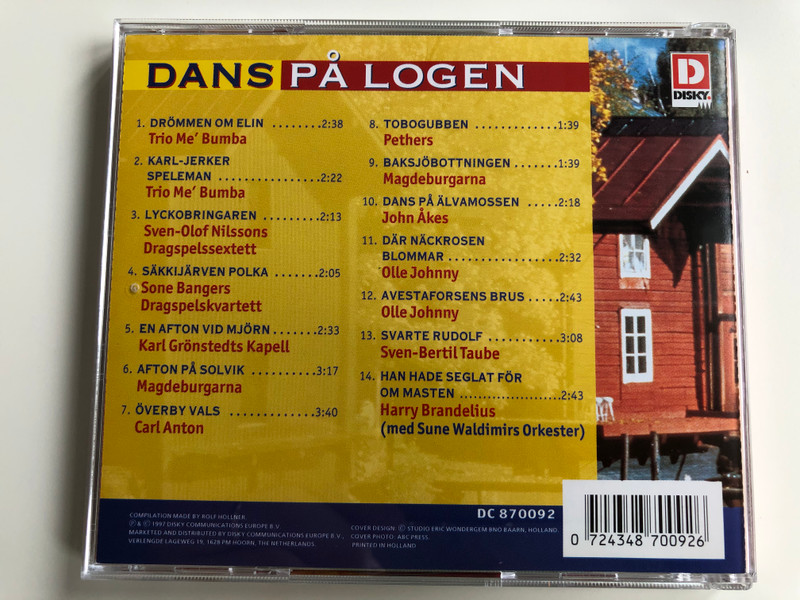 DANS PÅ LOGEN
D
DISKY®
1. DRÖMMEN OM ELIN ........2:38
Trio Me´ Bumba
2. KARL-JERKER
SPELEMAN ................2:22
Trio Me´ Bumba
3. LYCKOBRINGAREN .........2:13
Sven-Olof Nilssons
Dragspelssextett
4. SÄKKIJÄRVEN POLKA ......2:05
Sone Bangers
Dragspelskvartett
5. EN AFTON VID MJÖRN .......2:33
Karl Grönstedts Kapell
6. AFTON PÅ SOLVIK ..........3:17
Magdeburgarna
7. ÖVERBY VALS .............3:40
Carl Anton
8. TOBOGUBBEN .............1:39
Pethers
9. BAKSJÖBOTTNINGEN .......1:39
Magdeburgarna
10. DANS PÅ ÄLVAMOSSEN .....2:18
John Åkes
11. DÄR NÄCKROSEN
BLOMMAR .................2:32
Olle Johnny
12. AVESTAFORSENS BRUS .....2:43
Olle Johnny
13. SVARTE RUDOLF ...........3:08
Sven-Bertil Taube
14. HAN HADE SEGLAT FÖR
OM MASTEN .....................2:43
Harry Brandelius
(med Sune Waldimirs Orkester)
DC 870092
COMPILATION MADE BY ROLF HOLLNER
℗ & © 1997 DISKY COMMUNICATIONS EUROPE B.V.
MARKETED AND DISTRIBUTED BY DISKY COMMUNICATIONS EUROPE B.V.,
VERLENGDE LAGEWEG 19, 1628 PM HOORN, THE NETHERLANDS.
COVER DESIGN: © STUDIO ERIC WONDERGEM BNO BAARN, HOLLAND.
COVER PHOTO: ABC PRESS.
PRINTED IN HOLLAND
0 724348 700926